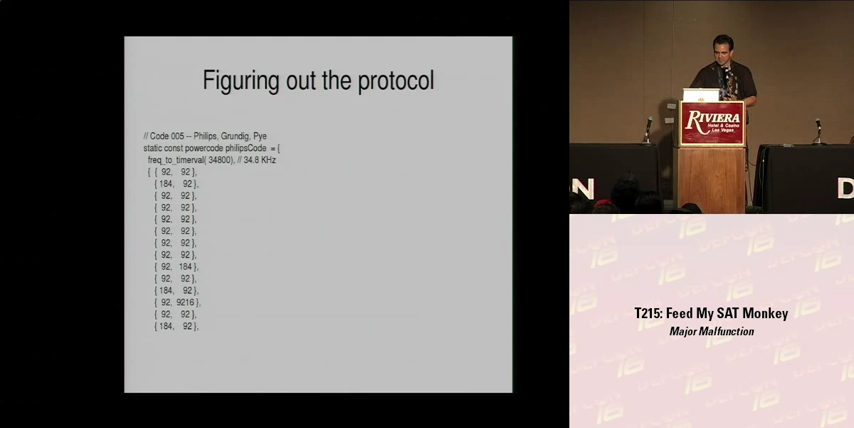 Figuring out the protocol
// Code 005 -- Philips, Grundig, Pye
static const powercode philipsCode = {
freq_to_timerval( 34800), // 34.8 KHz
{ { 92, 92 },
{ 184, 92 },
{ 92, 92 },
{ 92, 92 },
{ 92, 92 },
{ 92, 92 },
{ 92, 92 },
{ 92, 92 },
{ 92, 184 },
{ 92, 92 },
{ 184, 92 },
{ 92, 9216 },
{ 92, 92 },
{ 184, 92 },
RIVIERA
Hotel & Casino
Las Vegas
N
D
T215: Feed My SAT Monkey
Major Malfunction